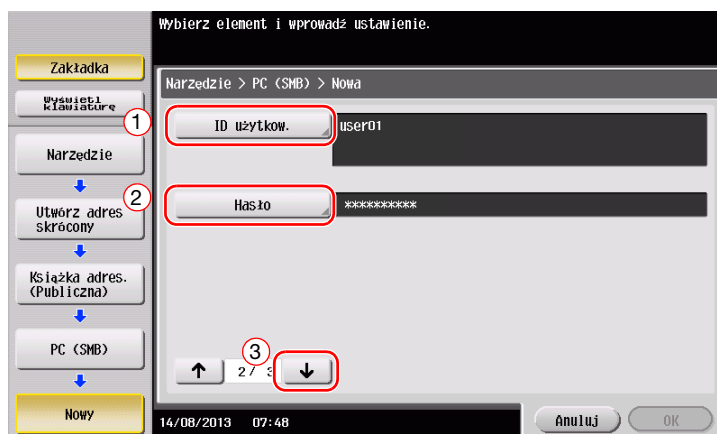 Wybierz element i wprowadź ustawienie.
Zakładka
Wyświetl
klawiaturę
Narzędzie > PC (SMB) > Nowa
1
ID użytkow.
user01
Narzędzie
2
Utwórz adres
skrócony
Hasło
**********
Książka adres.
(Publiczna)
PC (SMB)
3
↑ 2/ 3 ↓
Nowy
14/08/2013 07:48
Anuluj
OK